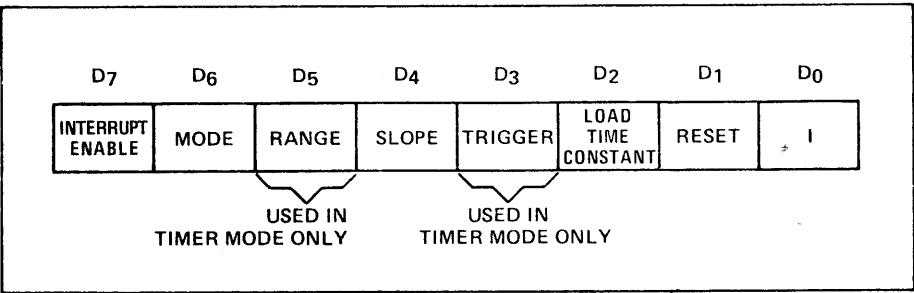 D7 D6 D5 D4 D3 D2 D1 D0
INTERRUPT ENABLE MODE RANGE SLOPE TRIGGER LOAD TIME CONSTANT RESET I
USED IN TIMER MODE ONLY
USED IN TIMER MODE ONLY